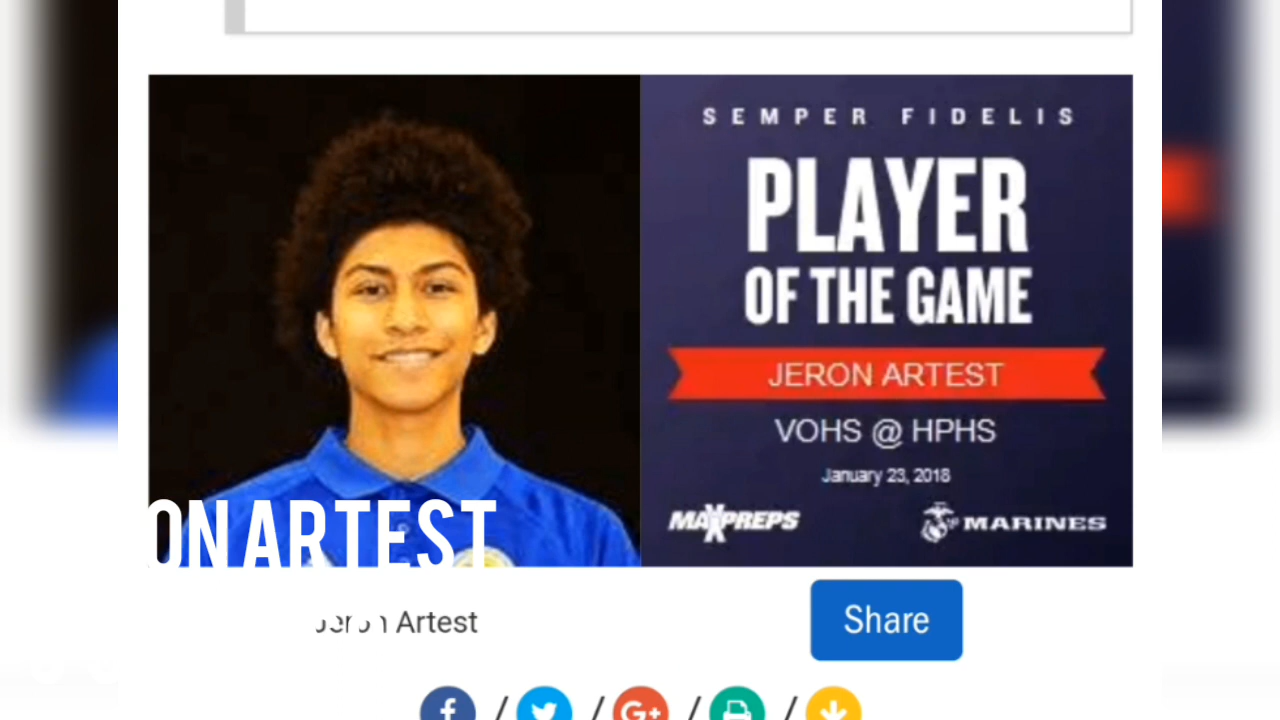 SEMPER FIDELIS
PLAYER
OF THE GAME
JERON ARTEST
VOHS @ HPHS
January 23, 2018
MAXPREPS
MARINES
ON ARTEST
Jeron Artest
Share
f / / G+ / /